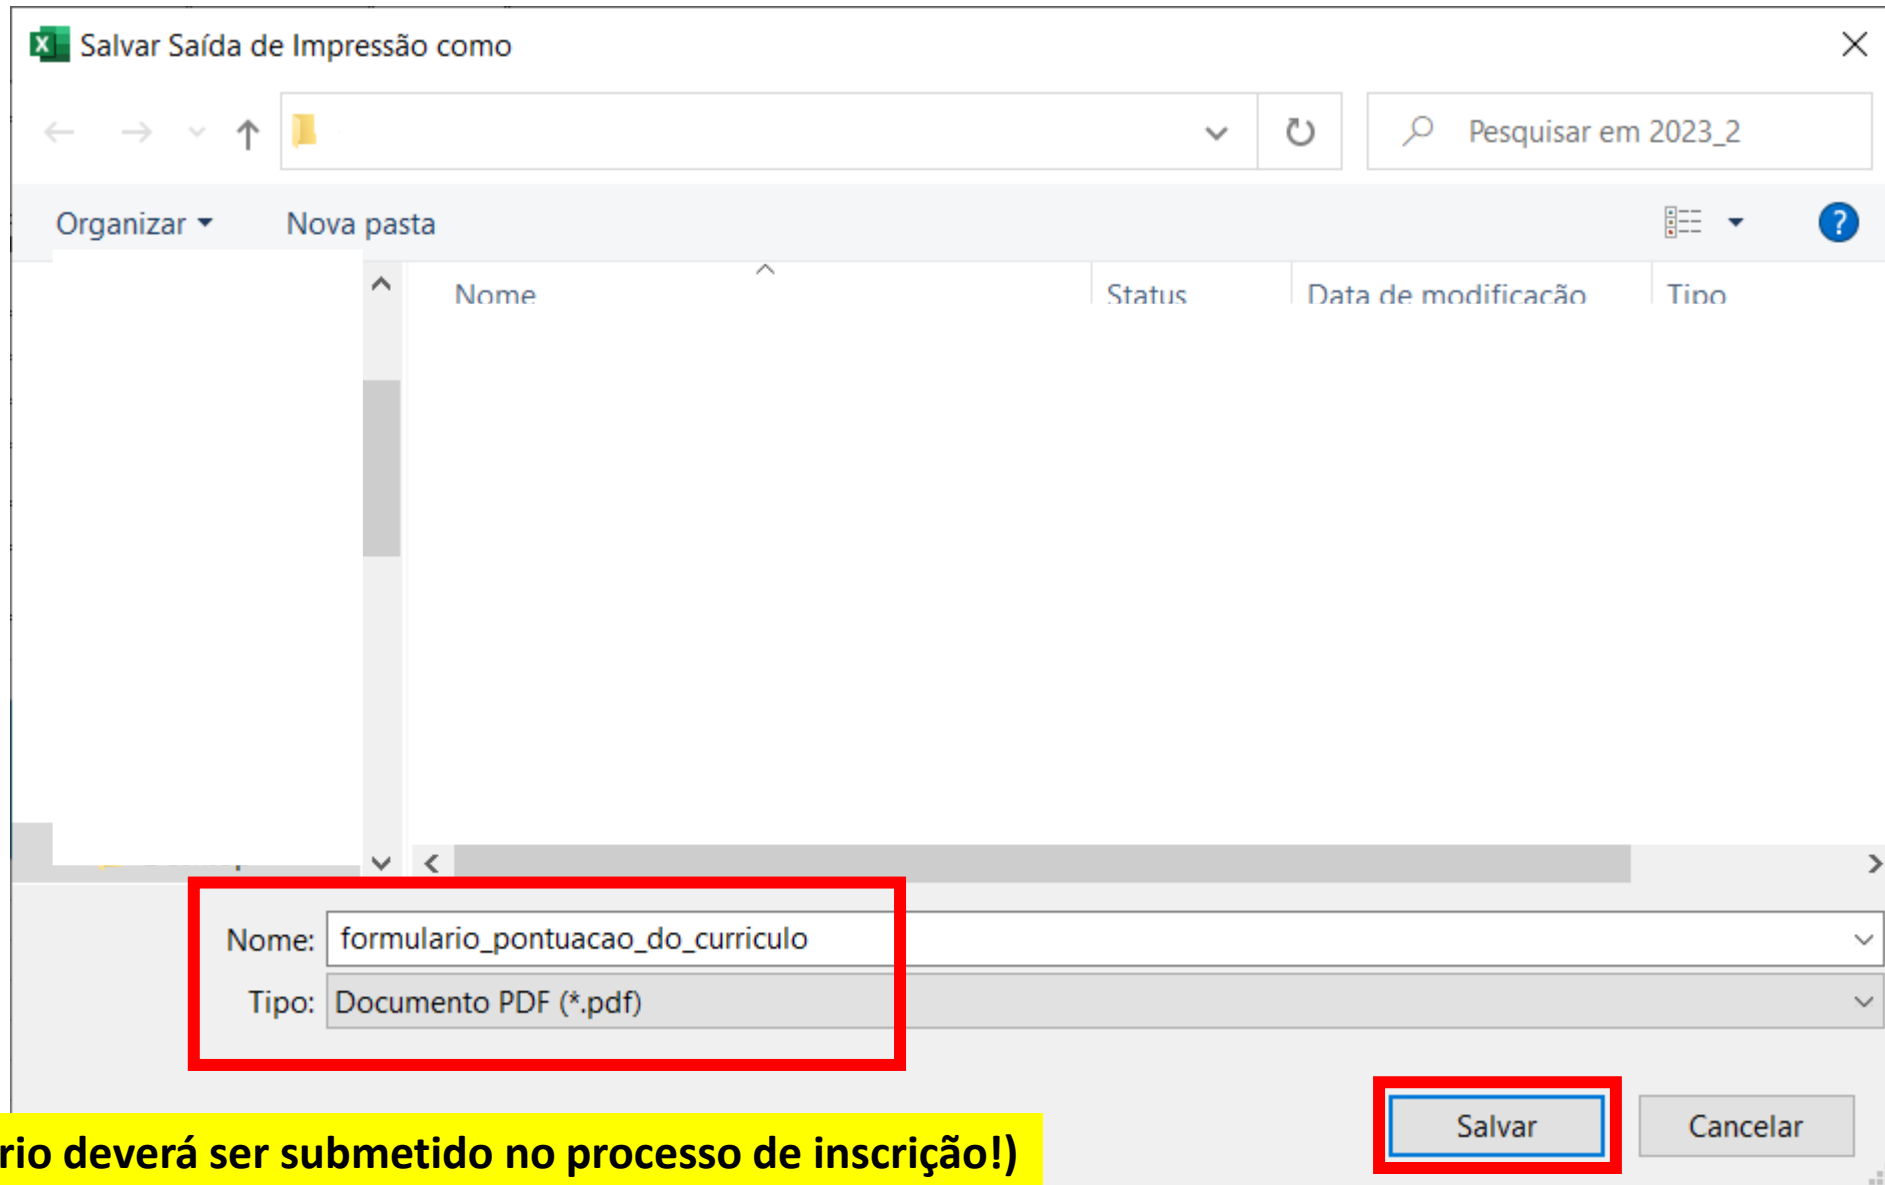 Salvar Saída de Impressão como
Pesquisar em 2023_2
Organizar Nova pasta
Nome Status Data de modificação Tipo
Nome: formulario_pontuacao_do_curriculo
Tipo: Documento PDF (*.pdf)
Salvar Cancelar
rio deverá ser submetido no processo de inscrição!)